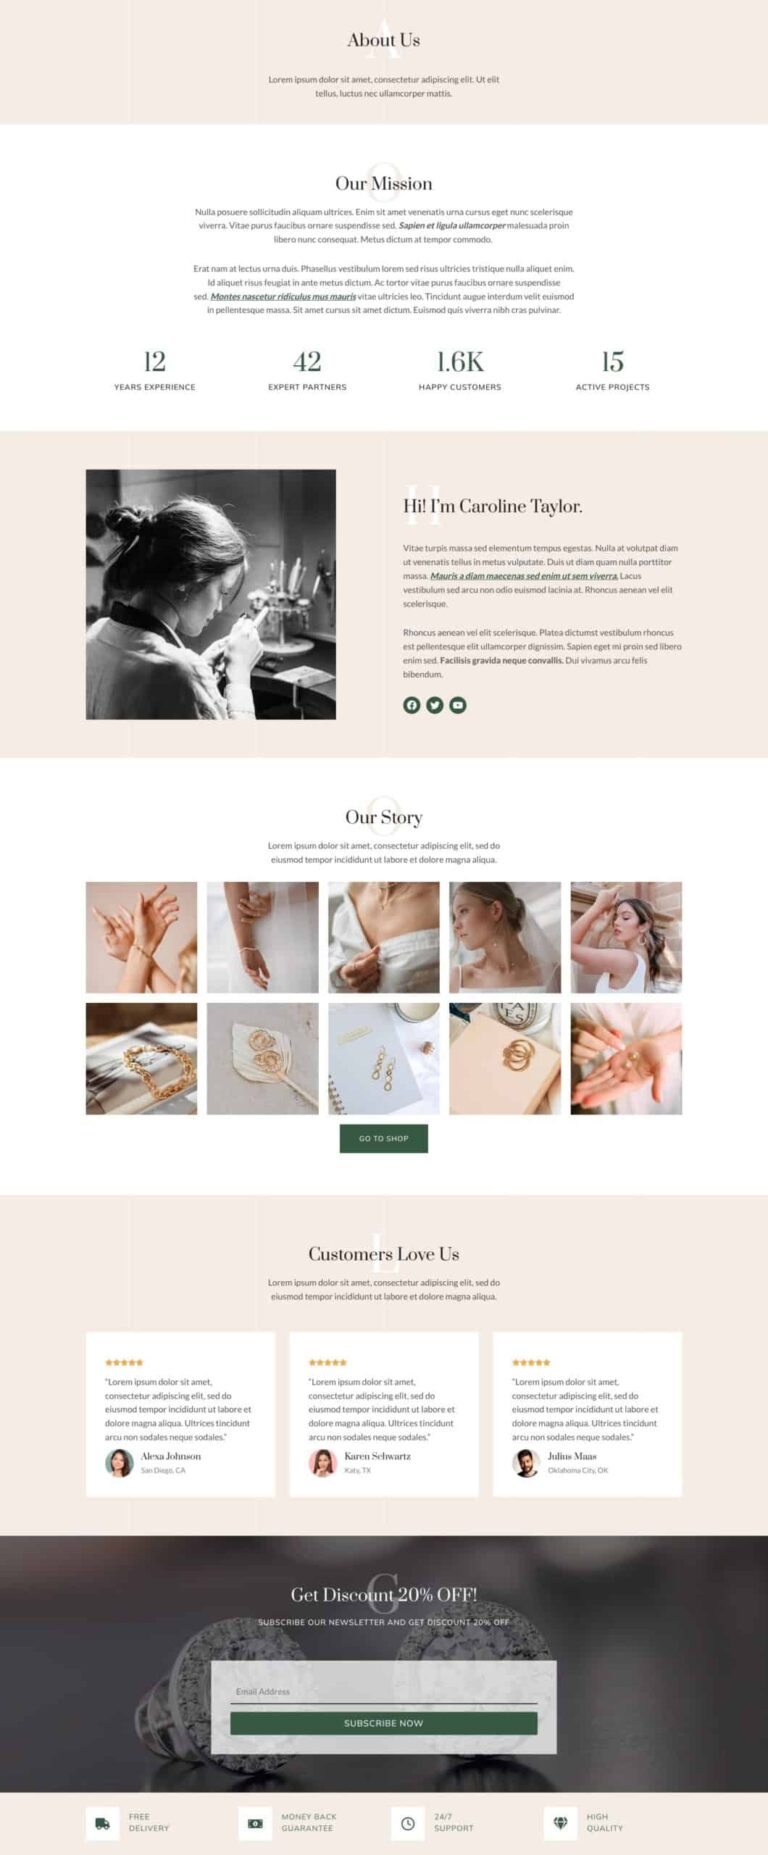 About Us
Lorem ipsum dolor sit amet, consectetur adipiscing elit. Ut elit
tellus, luctus nec ullamcorper mattis.
Our Mission
Nulla posuere sollicitudin aliquam ultrices. Enim sit amet venenatis urna cursus eget nunc scelerisque
viverra. Vitae purus faucibus ornare suspendisse sed. Sapien et ligula ullamcorper malesuada proin
libero nunc consequat. Metus dictum at tempor commodo.
Erat nam at lectus urna duis. Phasellus vestibulum lorem sed risus ultricies tristique nulla aliquet enim.
Id aliquet risus feugiat in ante metus dictum. Ac tortor vitae purus faucibus ornare suspendisse
sed. Montes nascetur ridiculus mus mauris vitae ultricies leo. Tincidunt augue interdum velit euismod
in pellentesque massa. Sit amet cursus sit amet dictum. Euismod quis viverra nibh cras pulvinar.
12
YEARS EXPERIENCE
42
EXPERT PARTNERS
1.6K
HAPPY CUSTOMERS
15
ACTIVE PROJECTS
Hi! I'm Caroline Taylor.
Vitae turpis massa sed elementum tempus egestas. Nulla at volutpat diam
ut venenatis tellus in metus vulputate. Duis ut diam quam nulla porttitor
massa. Mauris a diam maecenas sed enim ut sem viverra. Lacus
vestibulum sed arcu non odio euismod lacinia at. Rhoncus aenean vel elit
scelerisque.
Rhoncus aenean vel elit scelerisque. Platea dictumst vestibulum rhoncus
est pellentesque elit ullamcorper dignissim. Sapien eget mi proin sed libero
enim sed. Facilisis gravida neque convallis. Dui vivamus arcu felis
bibendum.
Our Story
Lorem ipsum dolor sit amet, consectetur adipiscing elit, sed do
eiusmod tempor incididunt ut labore et dolore magna aliqua.
GO TO SHOP
Customers Love Us
Lorem ipsum dolor sit amet, consectetur adipiscing elit, sed do
eiusmod tempor incididunt ut labore et dolore magna aliqua.
"Lorem ipsum dolor sit amet,
consectetur adipiscing elit, sed do
eiusmod tempor incididunt ut labore et
dolore magna aliqua. Ultrices tincidunt
arcu non sodales neque sodales."
Alexa Johnson
San Diego, CA
"Lorem ipsum dolor sit amet,
consectetur adipiscing elit, sed do
eiusmod tempor incididunt ut labore et
dolore magna aliqua. Ultrices tincidunt
arcu non sodales neque sodales."
Karen Schwartz
Katy, TX
"Lorem ipsum dolor sit amet,
consectetur adipiscing elit, sed do
eiusmod tempor incididunt ut labore et
dolore magna aliqua. Ultrices tincidunt
arcu non sodales neque sodales."
Julius Maas
Oklahoma City, OK
Get Discount 20% OFF!
SUBSCRIBE OUR NEWSLETTER AND GET DISCOUNT 20% OFF
Email Address
SUBSCRIBE NOW
FREE
DELIVERY
MONEY BACK
GUARANTEE
24/7
SUPPORT
HIGH
QUALITY